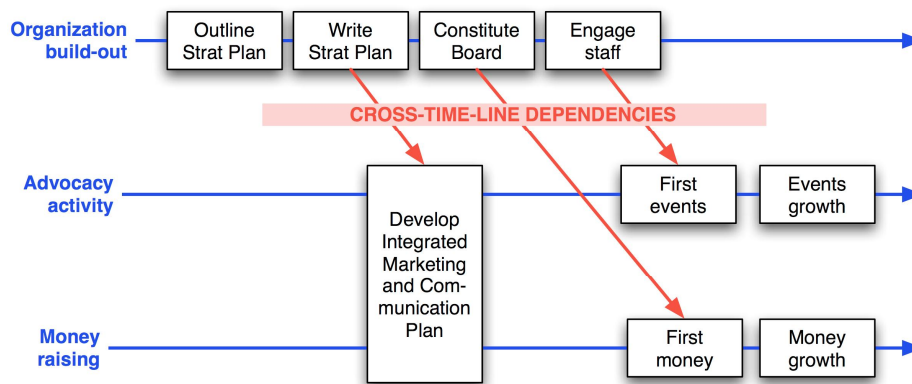 Organization
build-out
Outline
Strat Plan
Write
Strat Plan
Constitute
Board
Engage
staff
CROSS-TIME-LINE DEPENDENCIES
Advocacy
activity
Develop
Integrated
Marketing
and Com-
munication
Plan
First
events
Events
growth
Money
raising
First
money
Money
growth